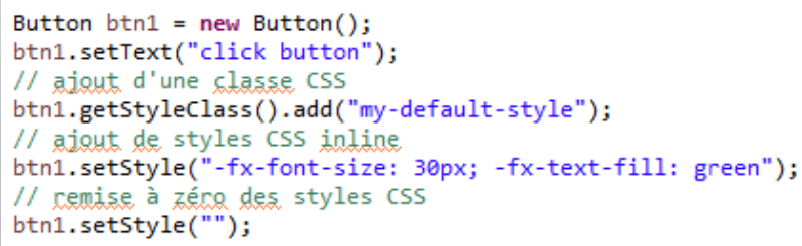 Button btn1 = new Button();
btn1.setText("click button");
// ajout d'une classe CSS
btn1.getStyleClass().add("my-default-style");
// ajout de styles CSS inline
btn1.setStyle("-fx-font-size: 30px; -fx-text-fill: green");
// remise à zéro des styles CSS
btn1.setStyle("");